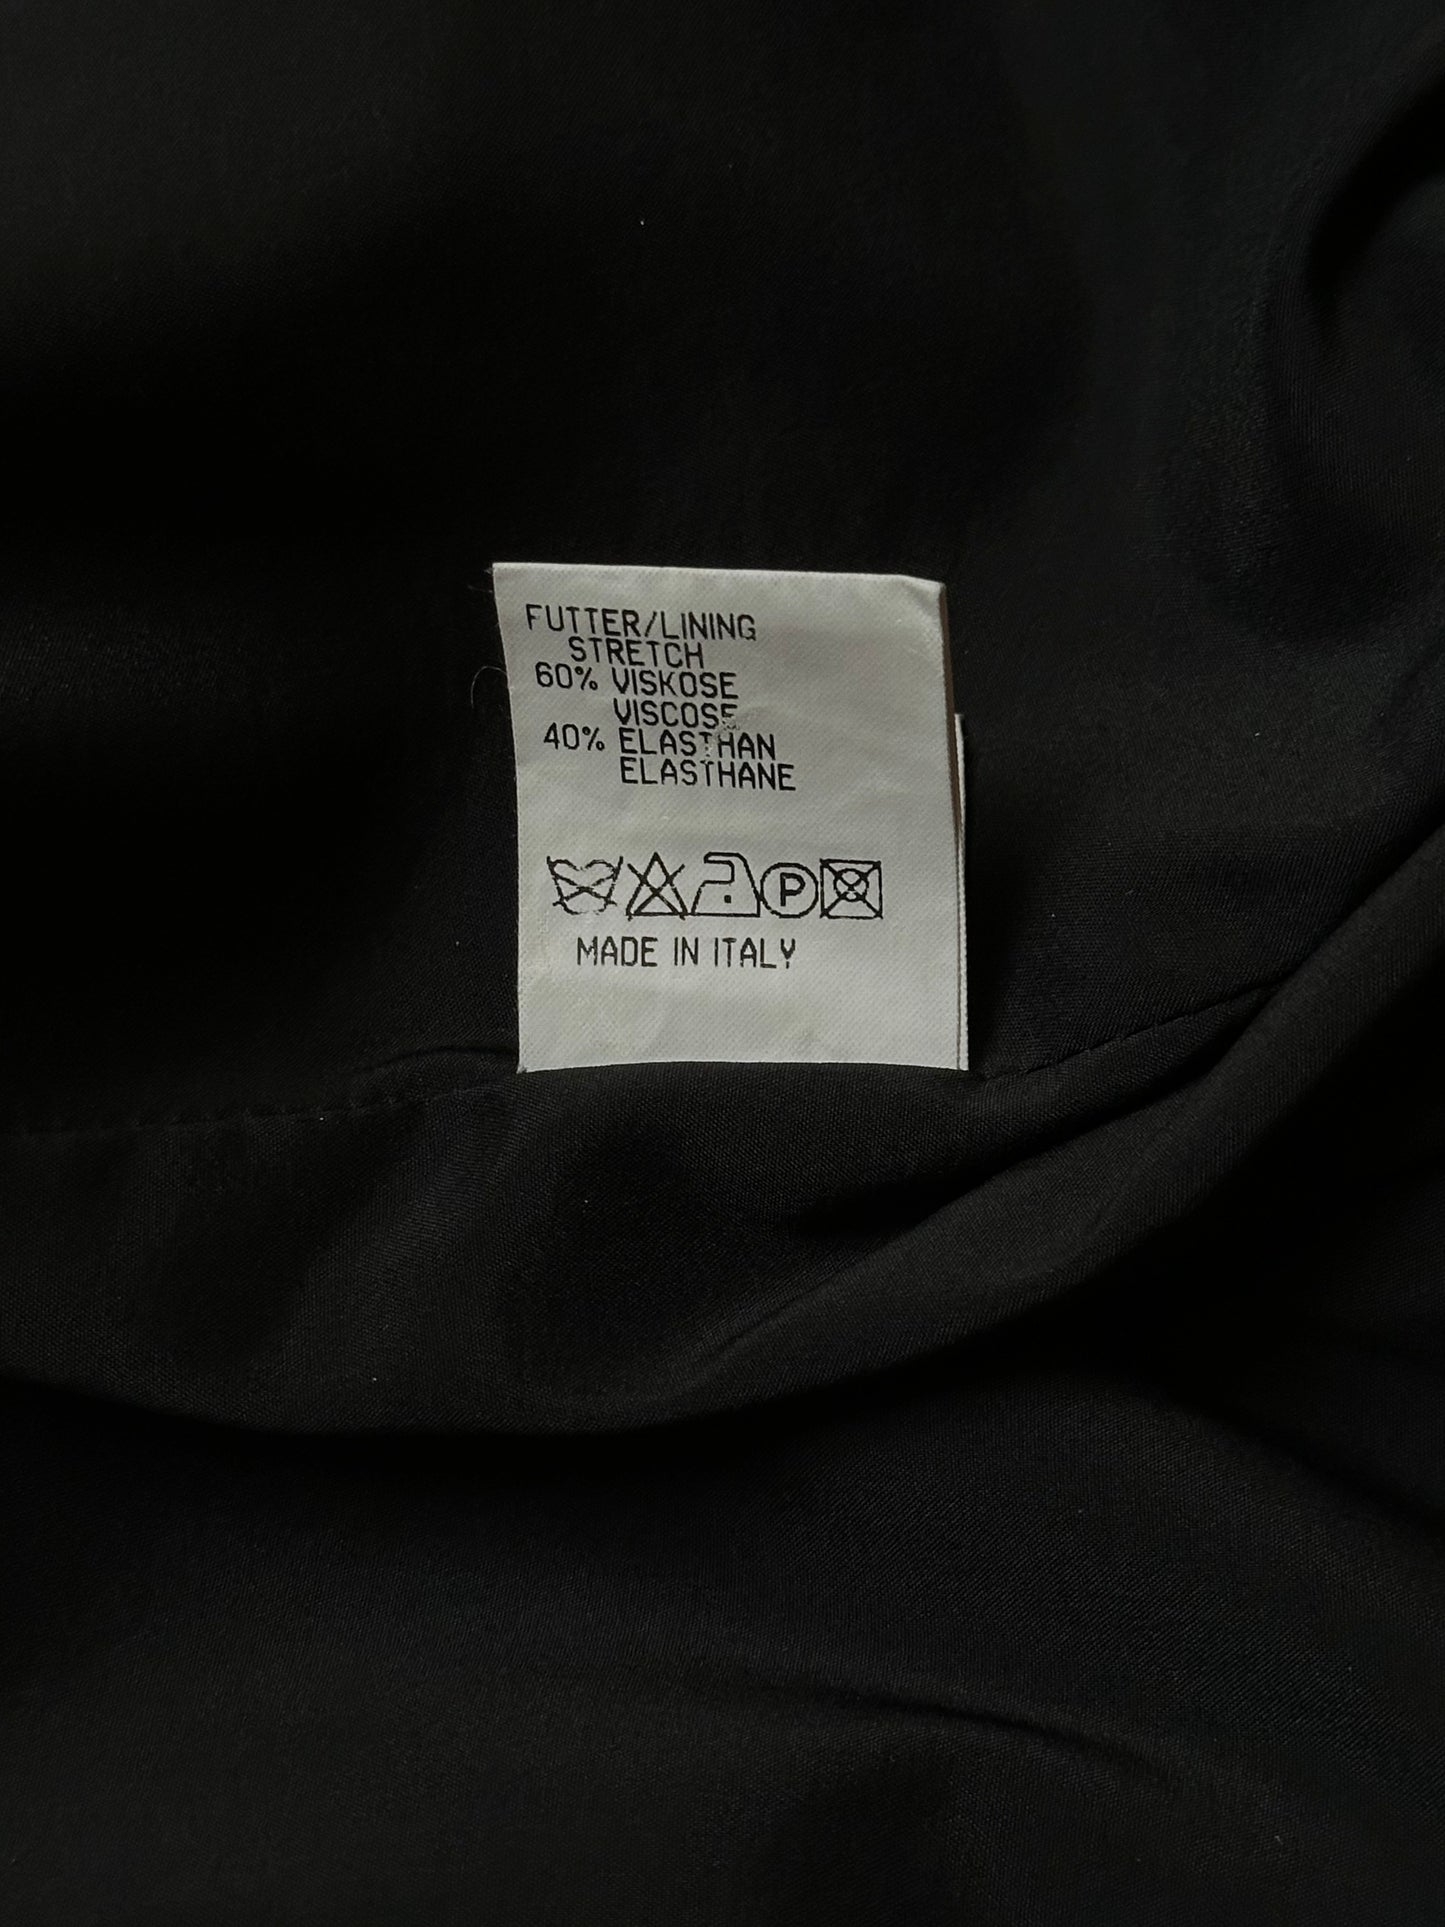 FUTTER/LINING
STRETCH
60% VISKOSE
VISCOSE
40% ELASTHAN
ELASTHANE
P
MADE IN ITALY